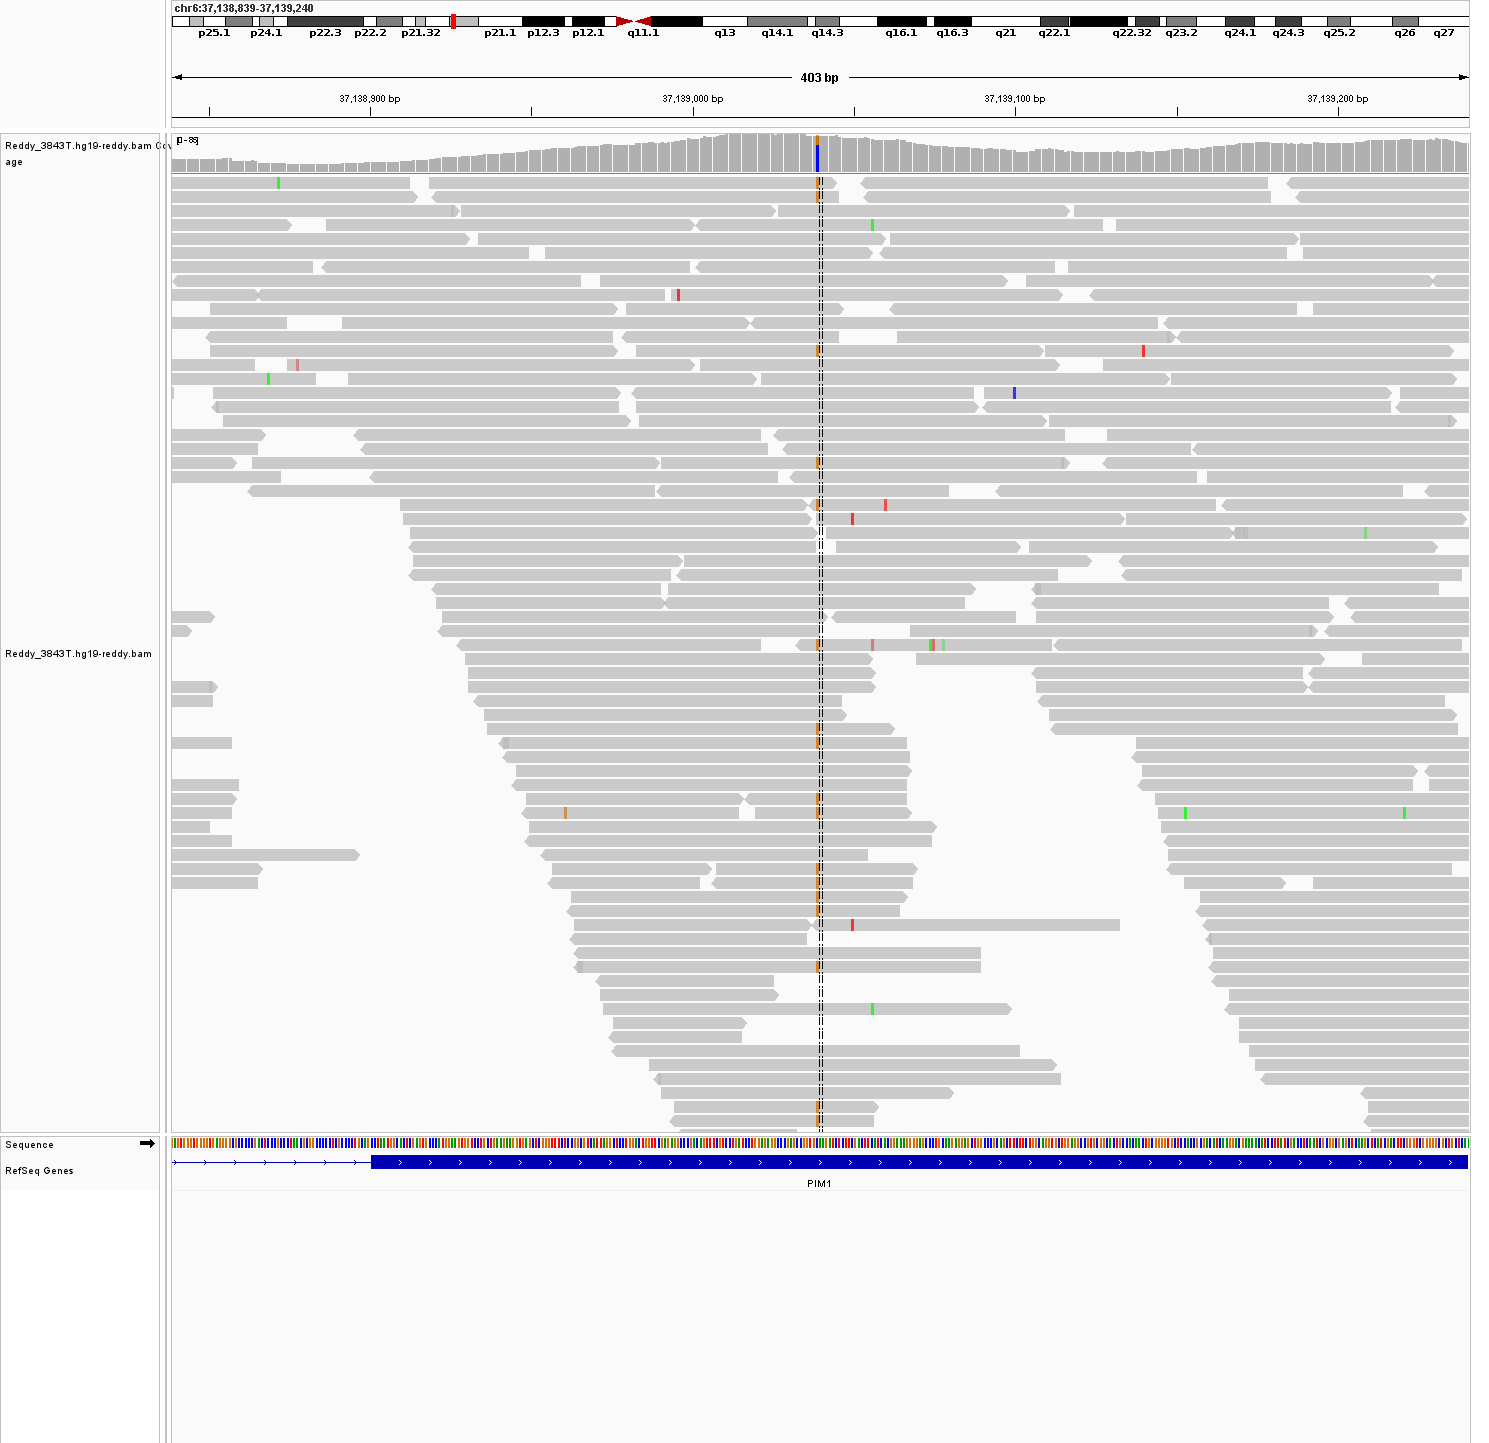 chr6:37,138,839-37,139,240
p25.1 p24.1 p22.3 p22.2 p21.32 p21.1 p12.3 p12.1 q11.1 q13 q14.1 q14.3 q16.1 q16.3 q21 q22.1 q22.32 q23.2 q24.1 q24.3 q25.2 q26 q27
403 bp
37,138,900 bp 37,139,000 bp 37,139,100 bp 37,139,200 bp
Reddy_3843T.hg19-reddy.bam Cov
age
[0-89]
Reddy_3843T.hg19-reddy.bam
Sequence
RefSeq Genes
PIM1